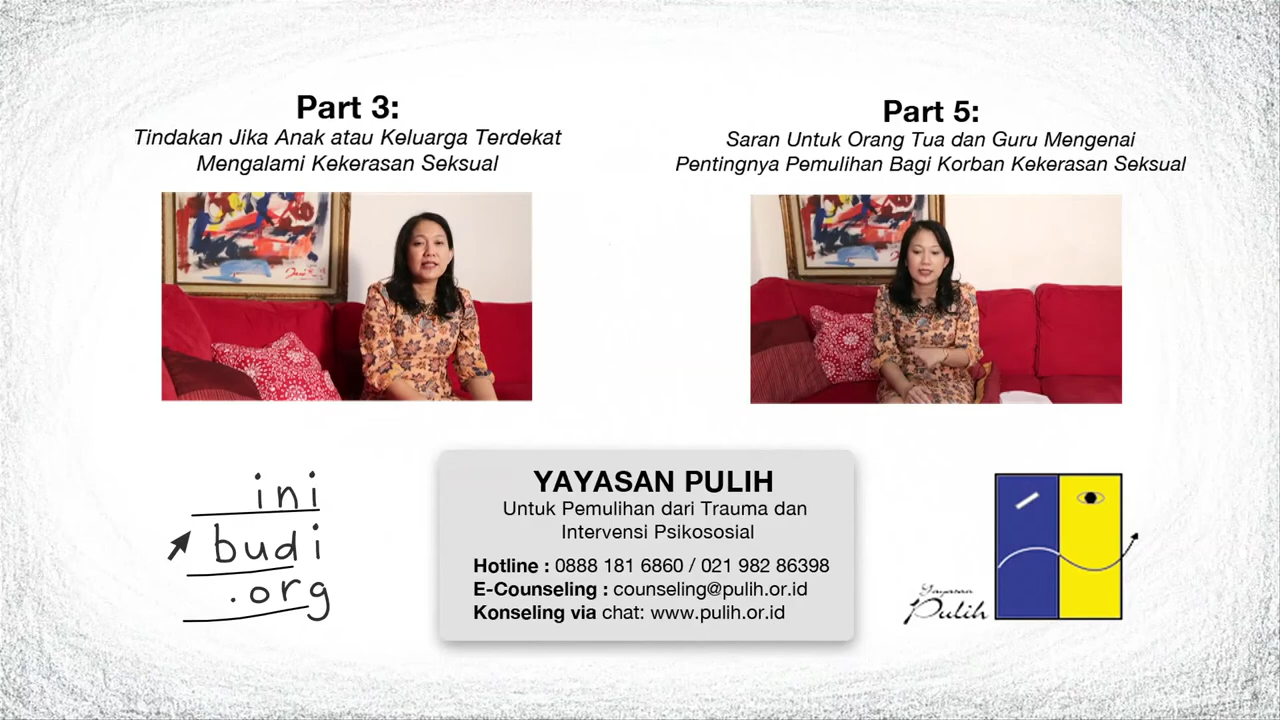 Part 3:
Tindakan Jika Anak atau Keluarga Terdekat
Mengalami Kekerasan Seksual
Part 5:
Saran Untuk Orang Tua dan Guru Mengenai
Pentingnya Pemulihan Bagi Korban Kekerasan Seksual
ini
budi
.org
YAYASAN PULIH
Untuk Pemulihan dari Trauma dan
Intervensi Psikososial
Hotline : 0888 181 6860 / 021 982 86398
E-Counseling : counseling@pulih.or.id
Konseling via chat: www.pulih.or.id
Yayasan
Pulih